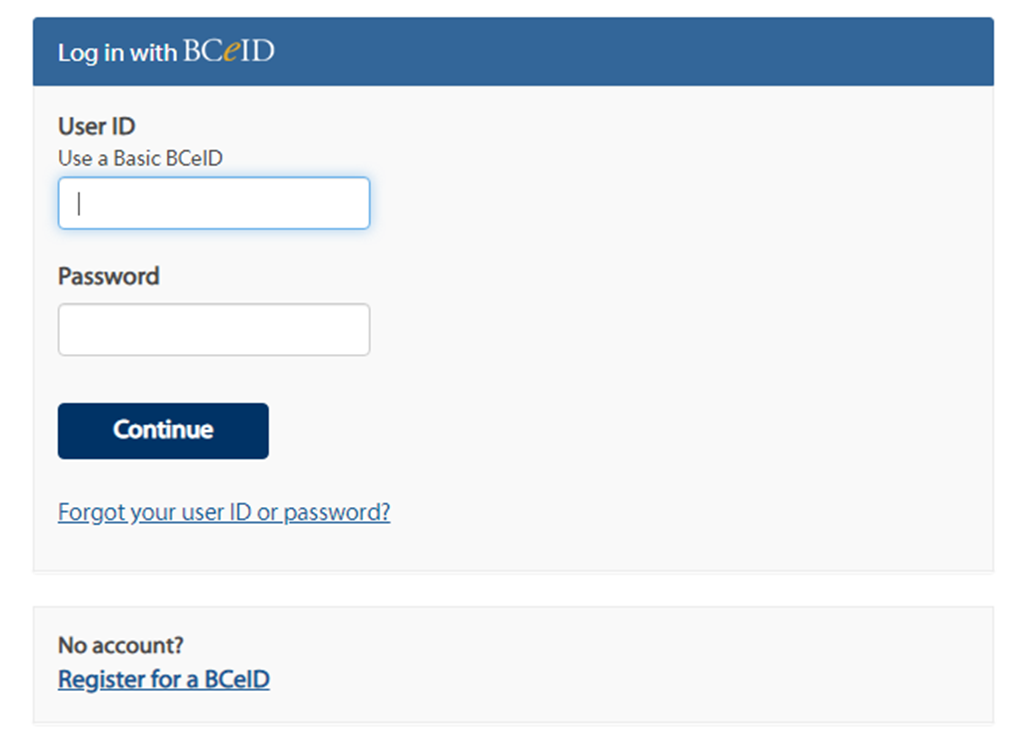 Log in with BCeID
User ID
Use a Basic BCeID
Password
Continue
Forgot your user ID or password?
No account?
Register for a BCeID